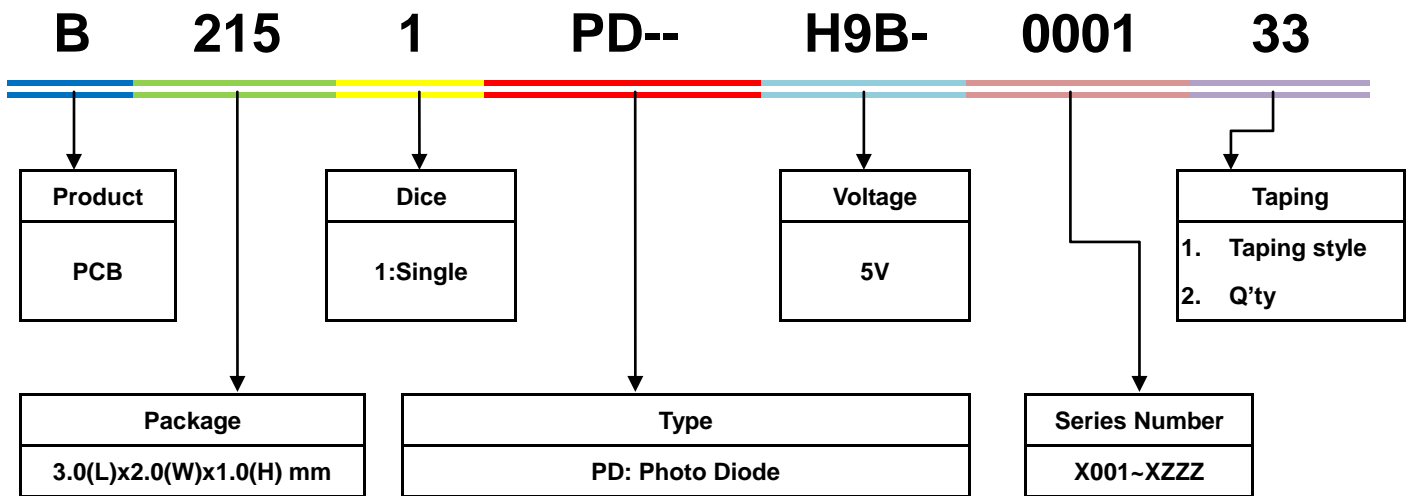 B 215 1 PD-- H9B- 0001 33
Product Dice Voltage Taping
PCB 1:Single 5V 1. Taping style
2. Q’ty
Package Type Series Number
3.0(L)x2.0(W)x1.0(H) mm PD: Photo Diode X001~XZZZ